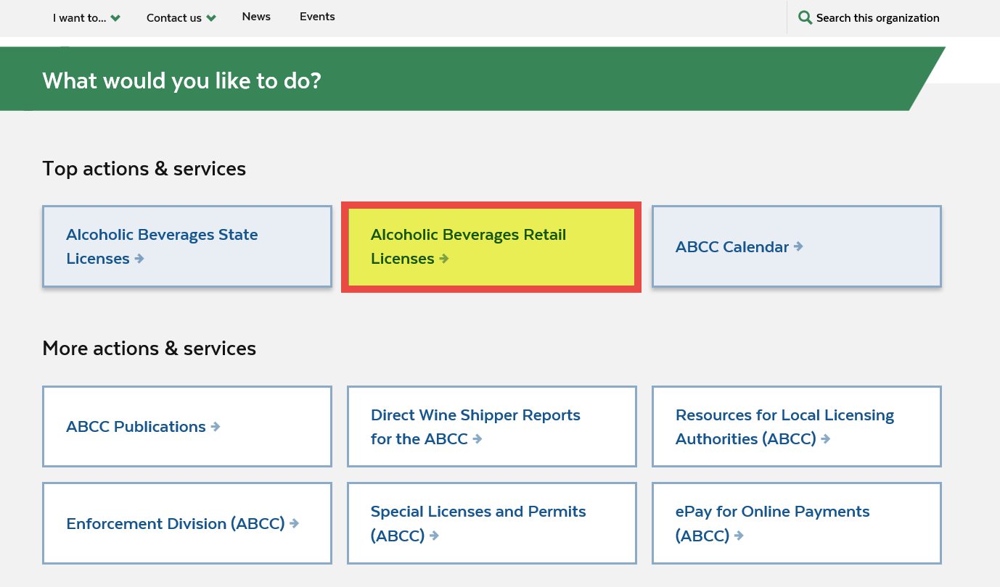 I want to... Contact us News Events Search this organization
What would you like to do?
Top actions & services
Alcoholic Beverages State
Licenses
Alcoholic Beverages Retail
Licenses
ABCC Calendar
More actions & services
ABCC Publications
Direct Wine Shipper Reports
for the ABCC
Resources for Local Licensing
Authorities (ABCC)
Enforcement Division (ABCC)
Special Licenses and Permits
(ABCC)
ePay for Online Payments
(ABCC)